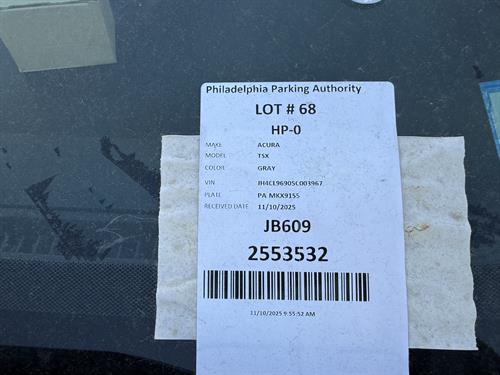 Philadelphia Parking Authority
LOT # 68
HP-0
MAKE ACURA
MODEL TSX
COLOR GRAY
VIN JH4CL96905C003967
PLATE PA MKX9155
RECEIVED DATE 11/10/2025
JB609
2553532
11/10/2025 9:55:52 AM